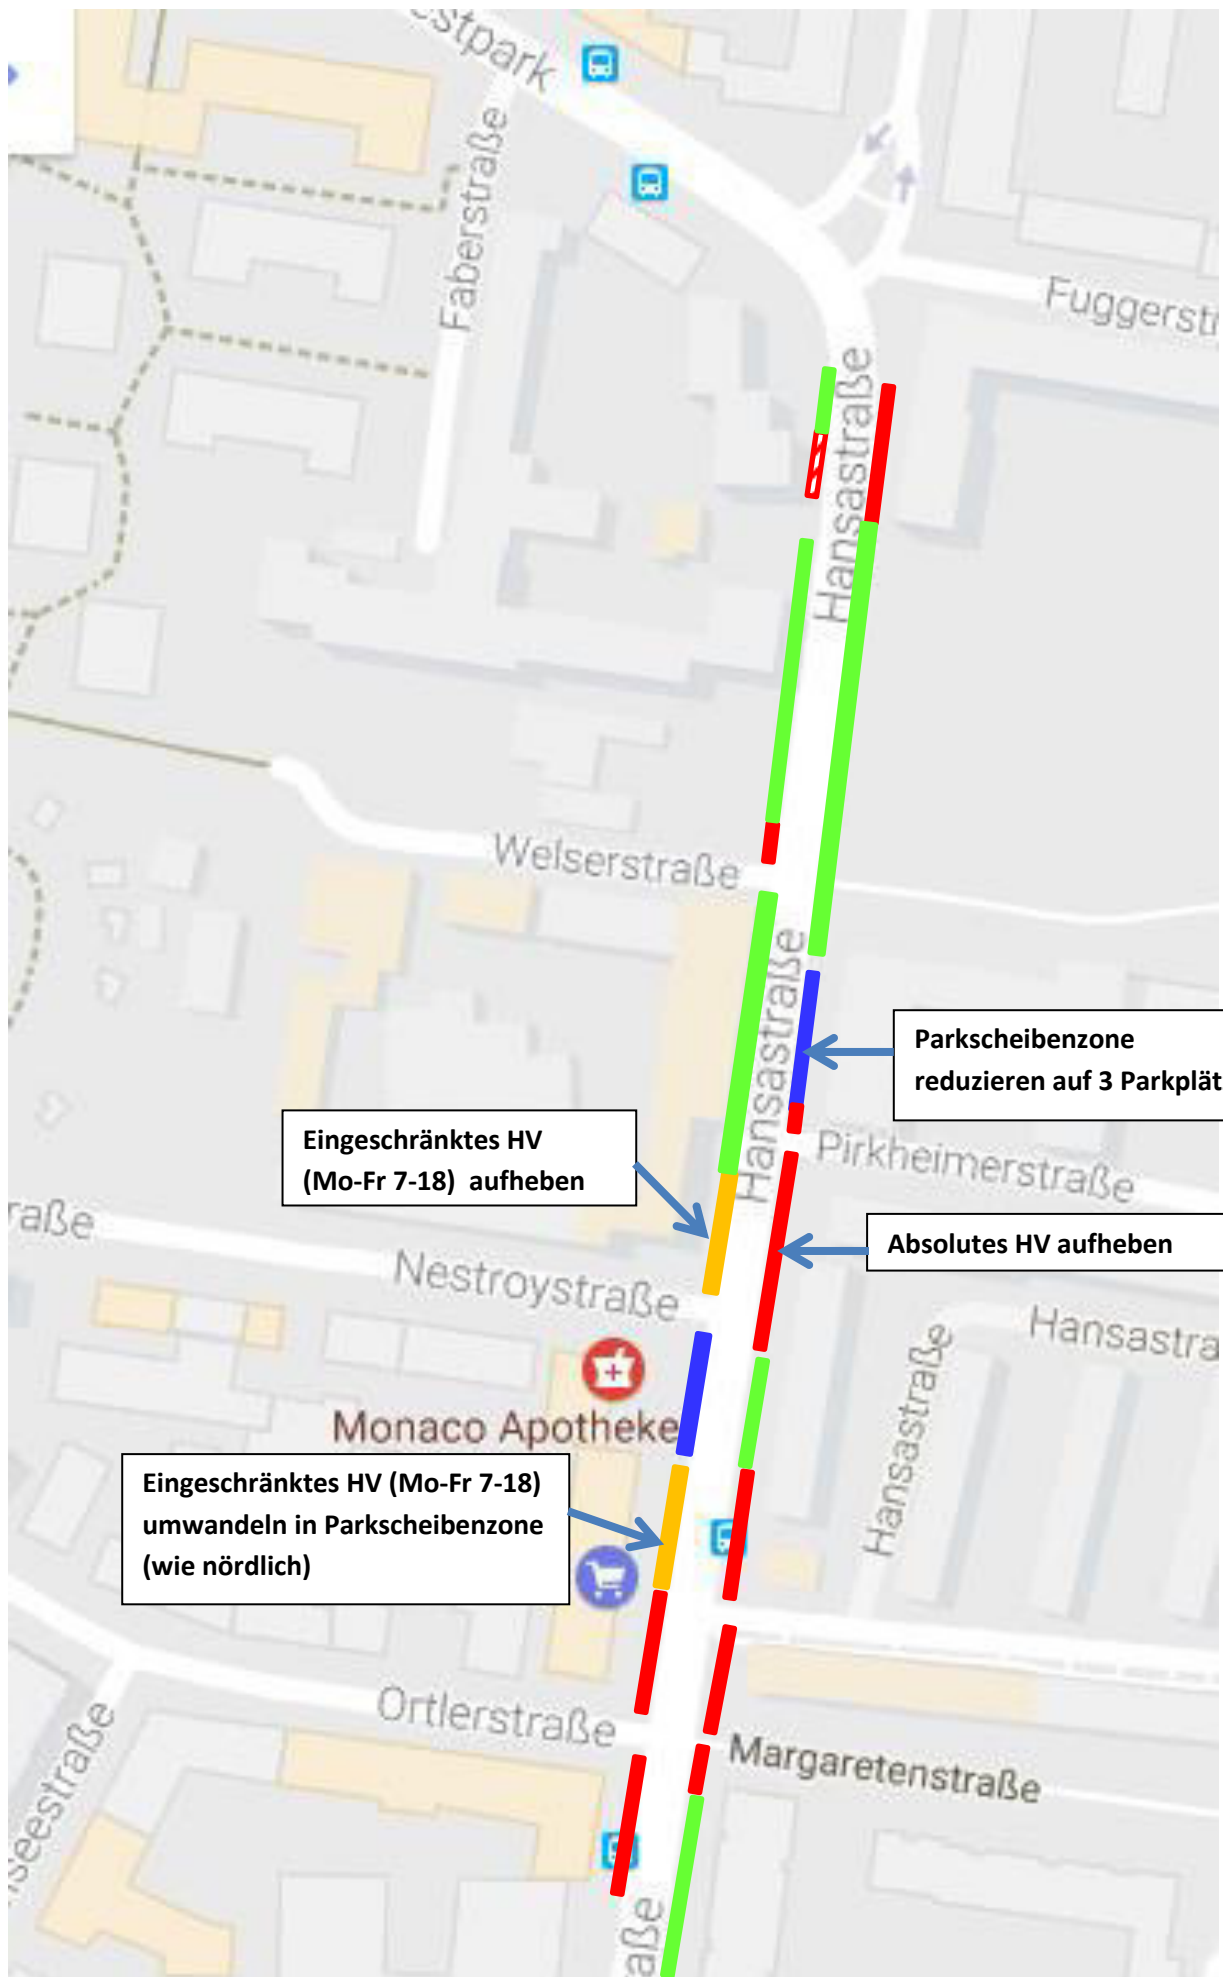 Faberstraße
Hansastraße
Welserstraße
Hansastraße
Parkscheibenzone
reduzieren auf 3 Parkplät
Eingeschränktes HV
(Mo-Fr 7-18) aufheben
Pirkheimerstraße
Absolutes HV aufheben
Nestroystraße
Hansastra
Hansastraße
Monaco Apotheke
Eingeschränktes HV (Mo-Fr 7-18)
umwandeln in Parkscheibenzone
(wie nördlich)
Ortlerstraße
Margaretenstraße
estpark
Fuggerstr
raße
seestraße
aße